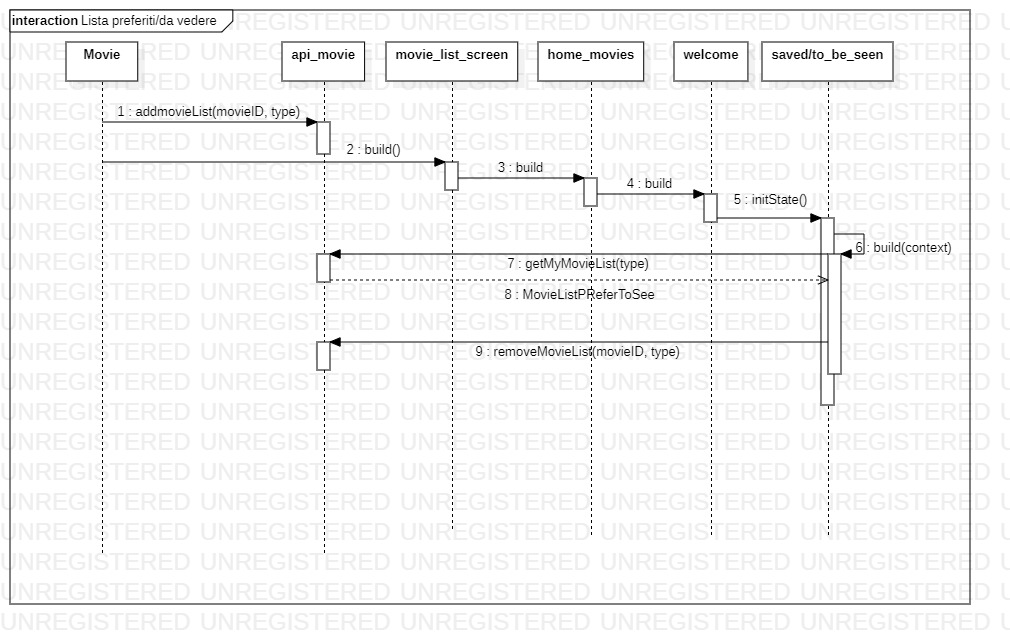 interaction Lista preferiti/da vedere
Movie
api_movie
movie_list_screen
home_movies
welcome
saved/to_be_seen
1 : addmovieList(movieID, type)
2 : build()
3 : build
4 : build
5 : initState()
6 : build(context)
7 : getMyMovieList(type)
8 : MovieListPReferToSee
9 : removeMovieList(movieID, type)
UNREGISTERED